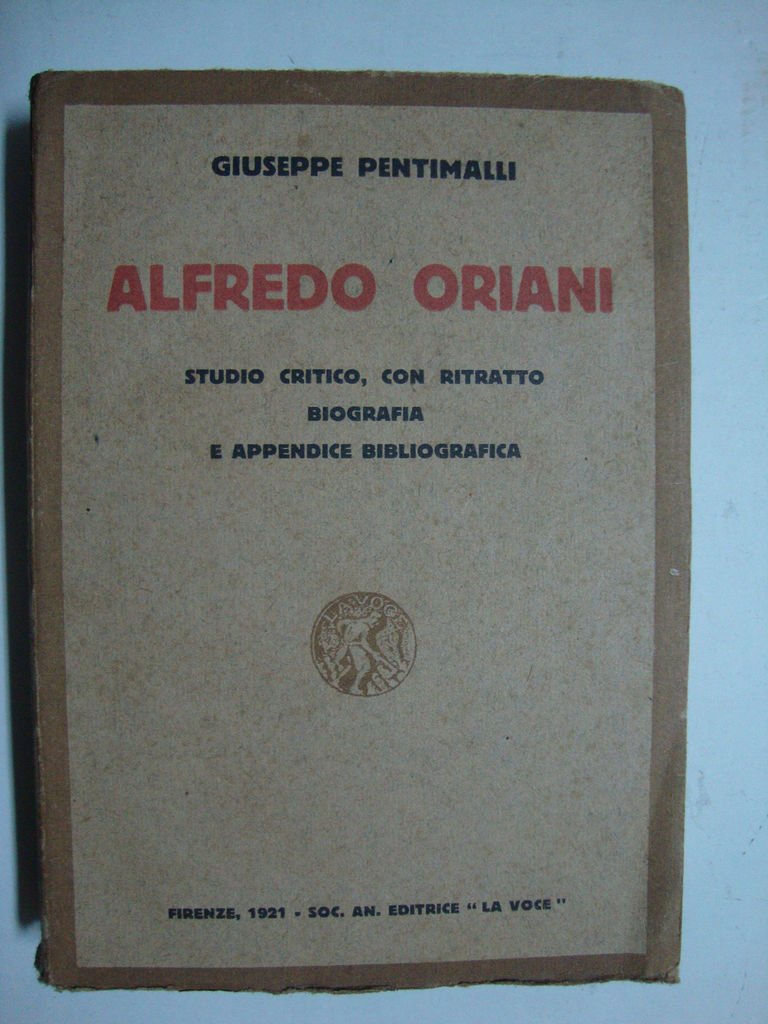 GIUSEPPE PENTIMALLI
ALFREDO ORIANI
STUDIO CRITICO, CON RITRATTO
BIOGRAFIA
E APPENDICE BIBLIOGRAFICA
LA VOCE
FIRENZE, 1921 - SOC. AN. EDITRICE "LA VOCE"